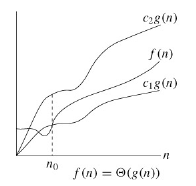 c₂g(n)
f(n)
c₁g(n)
n
n₀
f(n) = Θ(g(n))